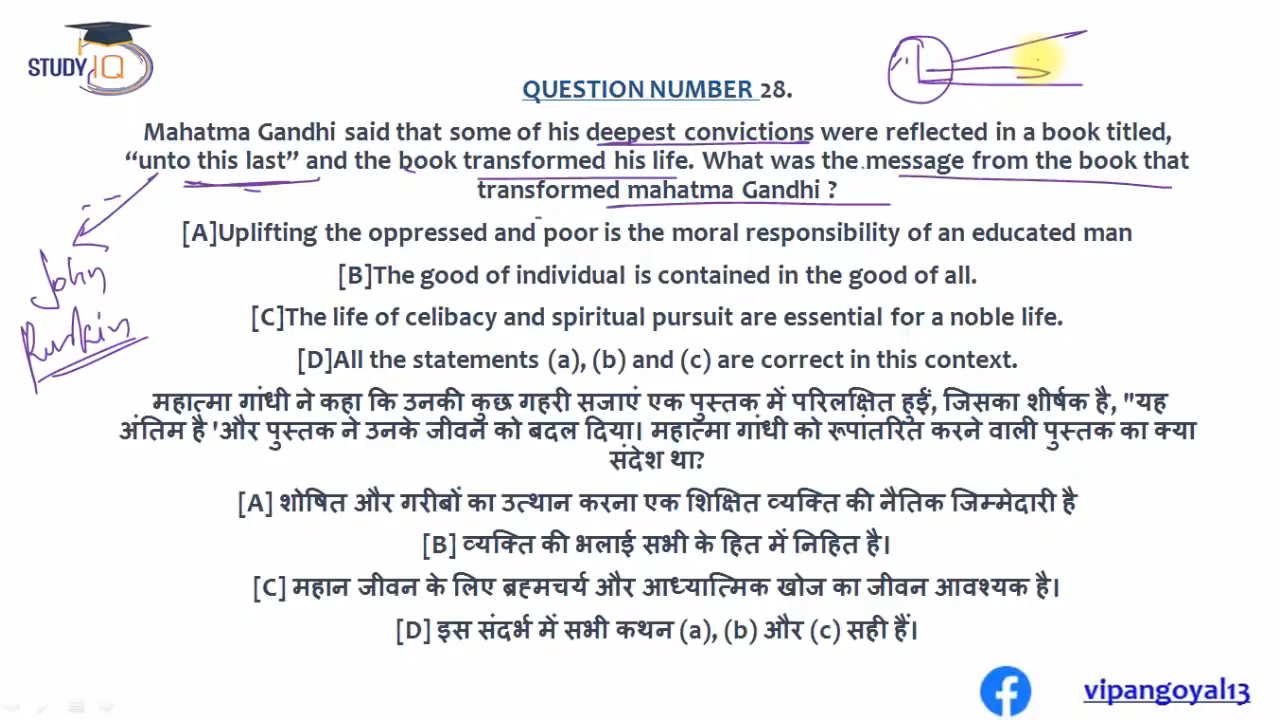 STUDY IQ
QUESTION NUMBER 28.
Mahatma Gandhi said that some of his deepest convictions were reflected in a book titled,
“unto this last” and the book transformed his life. What was the message from the book that
transformed mahatma Gandhi ?
[A]Uplifting the oppressed and poor is the moral responsibility of an educated man
[B]The good of individual is contained in the good of all.
[C]The life of celibacy and spiritual pursuit are essential for a noble life.
[D]All the statements (a), (b) and (c) are correct in this context.
John
Ruskin
महात्मा गांधी ने कहा कि उनकी कुछ गहरी सजाएं एक पुस्तक में परिलक्षित हुईं, जिसका शीर्षक है, "यह
अंतिम है 'और पुस्तक ने उनके जीवन को बदल दिया। महात्मा गांधी को रूपांतरित करने वाली पुस्तक का क्या
संदेश था?
[A] शोषित और गरीबों का उत्थान करना एक शिक्षित व्यक्ति की नैतिक जिम्मेदारी है
[B] व्यक्ति की भलाई सभी के हित में निहित है।
[C] महान जीवन के लिए ब्रह्मचर्य और आध्यात्मिक खोज का जीवन आवश्यक है।
[D] इस संदर्भ में सभी कथन (a), (b) और (c) सही हैं।
vipangoyal13